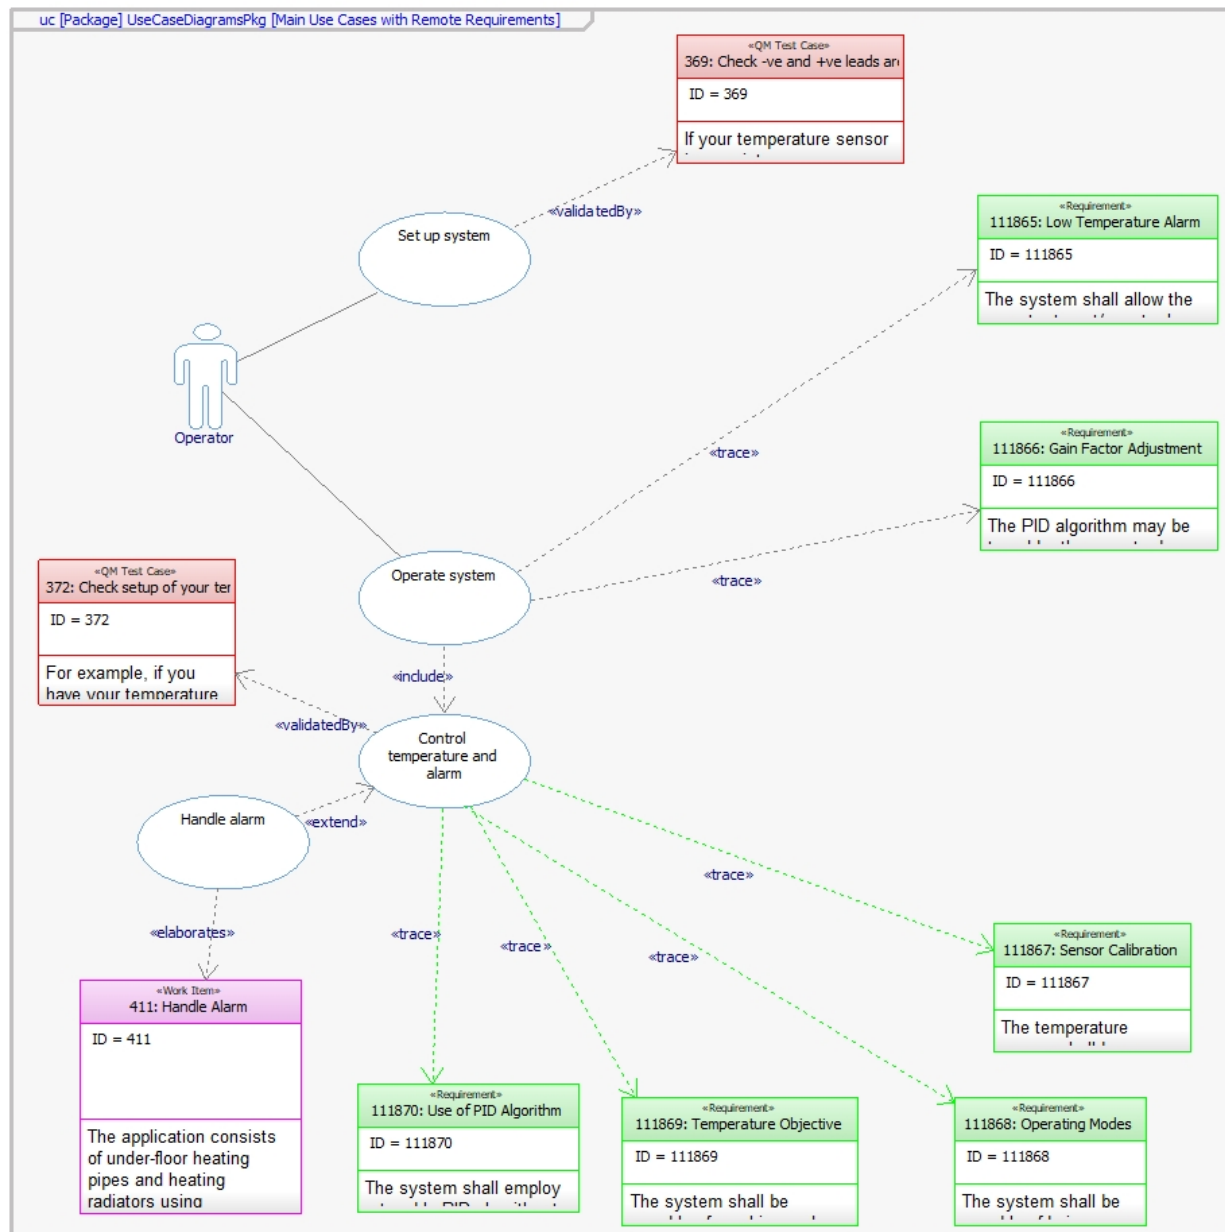 uc [Package] UseCaseDiagramsPkg [Main Use Cases with Remote Requirements]
«QM Test Case»
369: Check -ve and +ve leads are
ID = 369
If your temperature sensor
«validatedBy»
Set up system
«Requirement»
111865: Low Temperature Alarm
ID = 111865
The system shall allow the
Operator
«trace»
«Requirement»
111866: Gain Factor Adjustment
ID = 111866
The PID algorithm may be
«trace»
Operate system
«QM Test Case»
372: Check setup of your ter
ID = 372
For example, if you
have your temperature
«include»
«validatedBy»
Control
temperature and
alarm
Handle alarm
«extend»
«trace»
«elaborates»
«trace»
«trace»
«trace»
«Requirement»
111867: Sensor Calibration
ID = 111867
The temperature
«Work Item»
411: Handle Alarm
ID = 411
The application consists
of under-floor heating
pipes and heating
radiators using
«Requirement»
111870: Use of PID Algorithm
ID = 111870
The system shall employ
«Requirement»
111869: Temperature Objective
ID = 111869
The system shall be
«Requirement»
111868: Operating Modes
ID = 111868
The system shall be